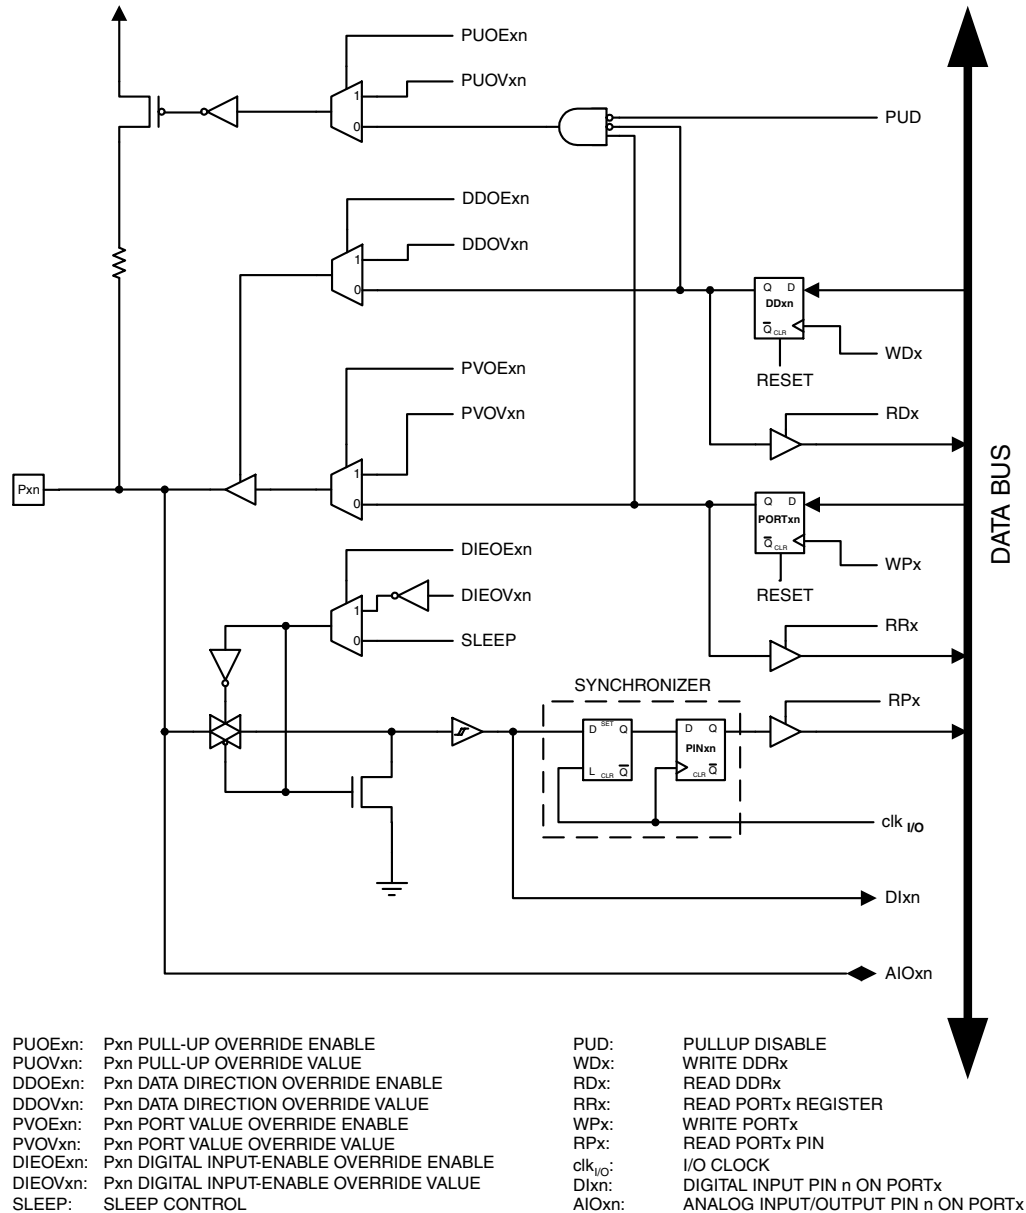 PUOExn
PUOVxn
1
0
PUD
DDOExn
DDOVxn
1
0
Q D
DDxn
Q CLR
WDx
RESET
RDx
PVOExn
PVOVxn
1
0
Pxn
Q D
PORTxn
Q CLR
WPx
RESET
DATA BUS
DIEOExn
DIEOVxn
1
0
SLEEP
RRx
SYNCHRONIZER
RPx
D SET Q
L CLR Q
D Q
PINxn
CLR Q
clk I/O
DIxn
AIOxn
PUOExn: Pxn PULL-UP OVERRIDE ENABLE
PUOVxn: Pxn PULL-UP OVERRIDE VALUE
DDOExn: Pxn DATA DIRECTION OVERRIDE ENABLE
DDOVxn: Pxn DATA DIRECTION OVERRIDE VALUE
PVOExn: Pxn PORT VALUE OVERRIDE ENABLE
PVOVxn: Pxn PORT VALUE OVERRIDE VALUE
DIEOExn: Pxn DIGITAL INPUT-ENABLE OVERRIDE ENABLE
DIEOVxn: Pxn DIGITAL INPUT-ENABLE OVERRIDE VALUE
SLEEP: SLEEP CONTROL
PUD: PULLUP DISABLE
WDx: WRITE DDRx
RDx: READ DDRx
RRx: READ PORTx REGISTER
WPx: WRITE PORTx
RPx: READ PORTx PIN
clkI/O: I/O CLOCK
DIxn: DIGITAL INPUT PIN n ON PORTx
AIOxn: ANALOG INPUT/OUTPUT PIN n ON PORTx